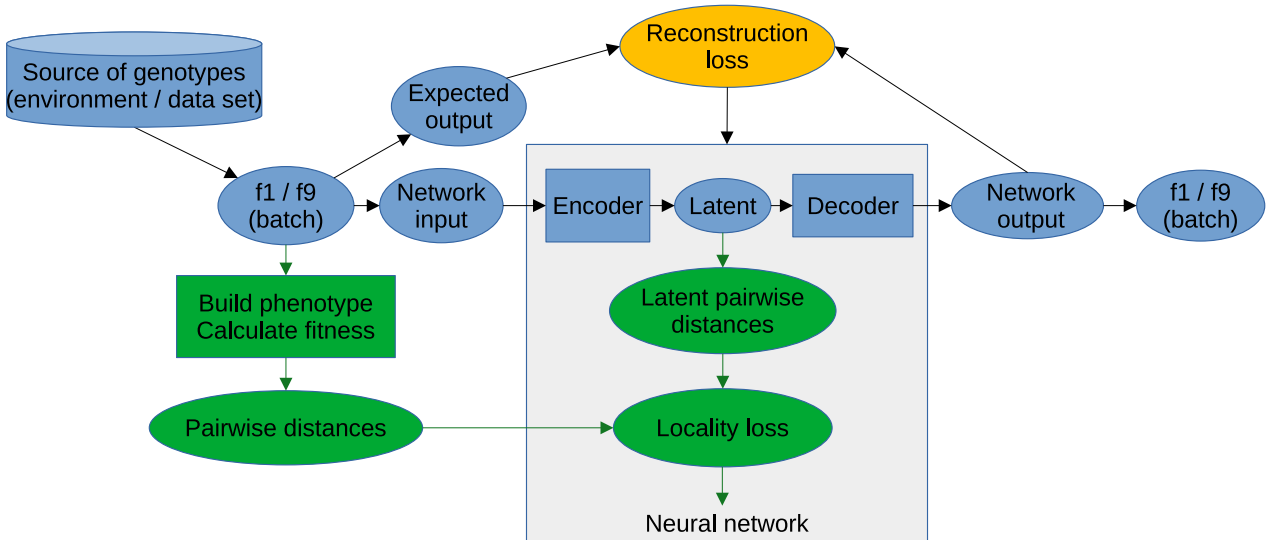 Source of genotypes
(environment / data set)
Expected
output
Reconstruction
loss
f1 / f9
(batch)
Network
input
Encoder
Latent
Decoder
Network
output
f1 / f9
(batch)
Build phenotype
Calculate fitness
Latent pairwise
distances
Pairwise distances
Locality loss
Neural network